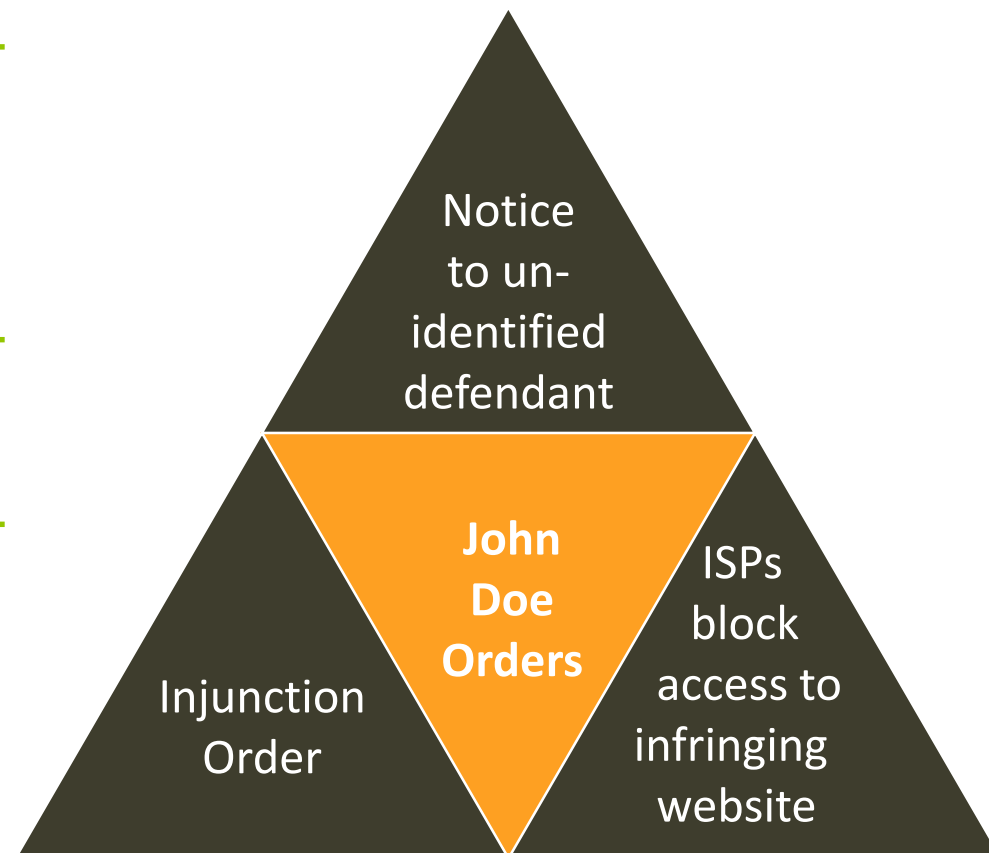 Notice
to un-
identified
defendant
John
Doe
Orders
Injunction
Order
ISPs
block
access to
infringing
website